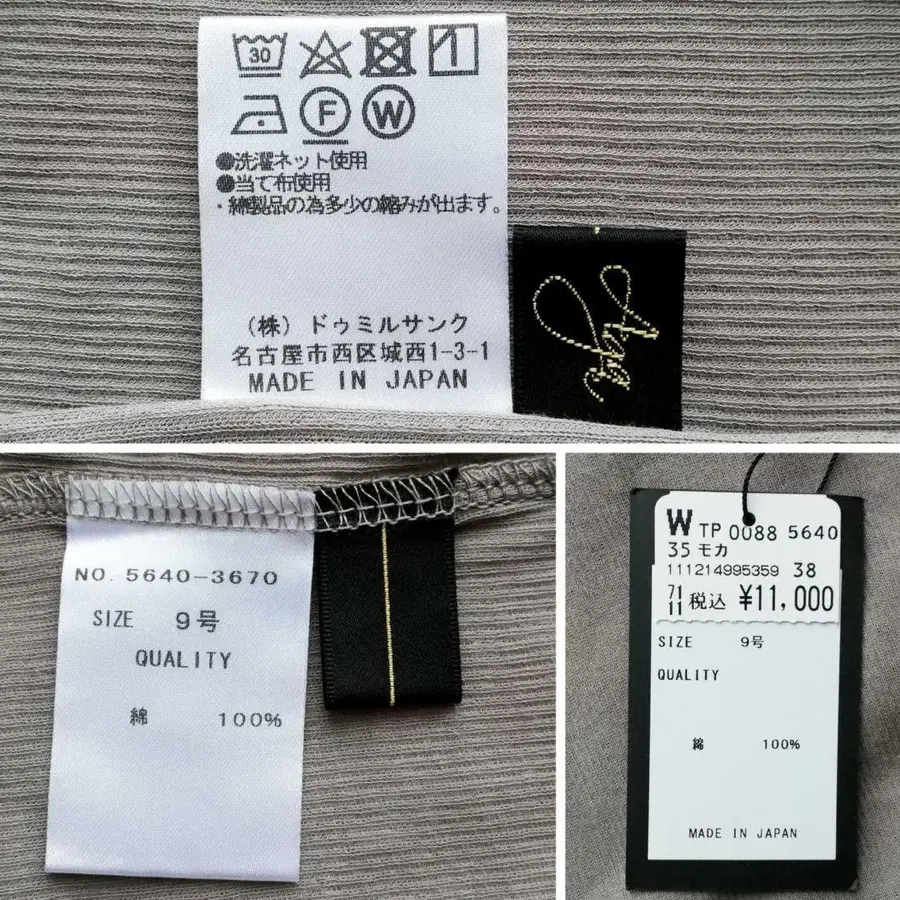 30
1
F W
●洗濯ネット使用
●当て布使用
・綿製品の為多少の縮みが出ます。
(株) ドゥミルサンク
名古屋市西区城西1-3-1
MADE IN JAPAN
NO. 5640-3670
SIZE 9号
QUALITY
綿 100%
W TP 0088 5640
35 モカ
111214995359 38
71
11 税込 ¥11,000
SIZE 9号
QUALITY
綿 100%
MADE IN JAPAN